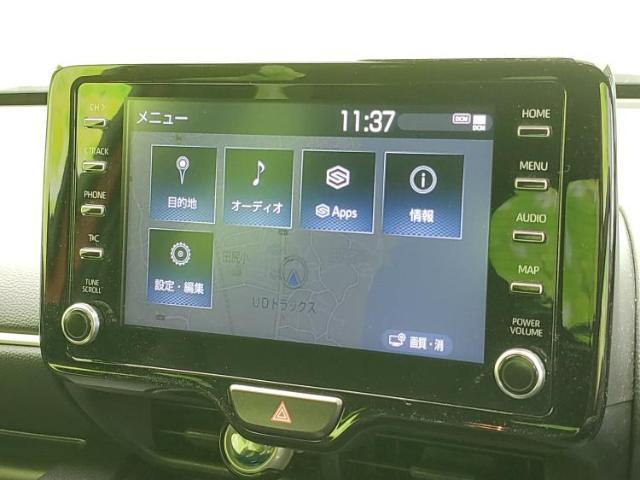 メニュー
11:37
DCM
DCM
目的地
オーディオ
Apps
情報
設定・編集
UDトラックス
画質・消
CH >
TRACK
PHONE
TUNE
SCROLL
HOME
MENU
AUDIO
MAP
POWER
VOLUME